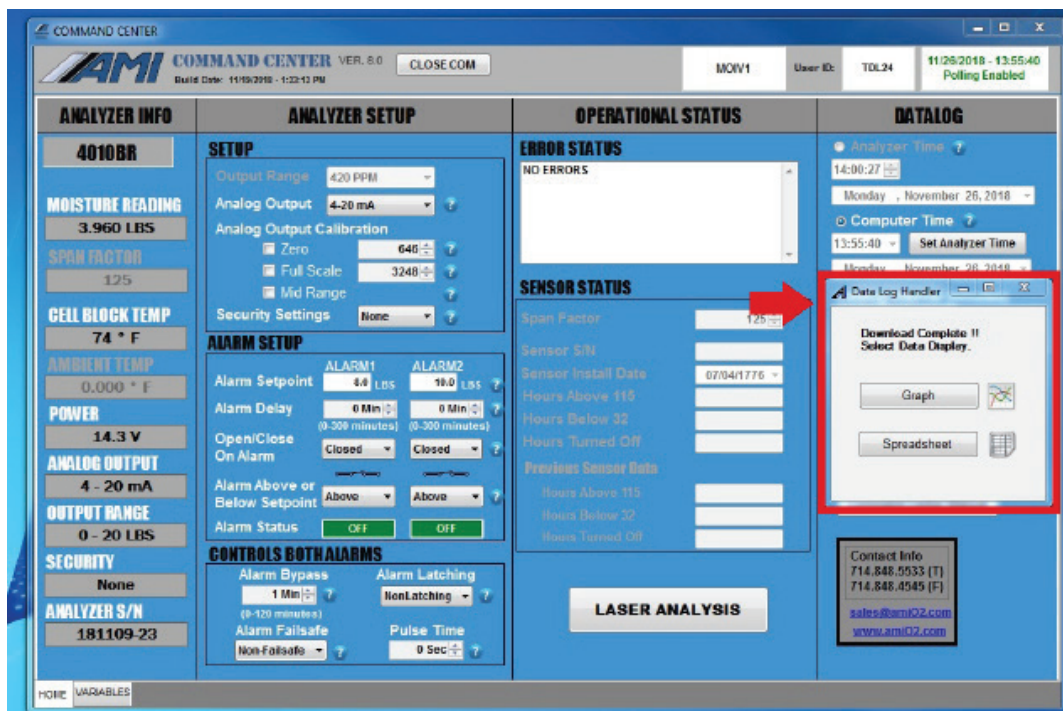 COMMAND CENTER
AMI COMMAND CENTER VER. 8.0 CLOSE COM MOIV1 User ID: TDL24 11/26/2018 - 13:55:40
Build Date: 11/19/2018 - 1:22:13 PM Polling Enabled
ANALYZER INFO ANALYZER SETUP OPERATIONAL STATUS DATALOG
4010BR
MOISTURE READING
3.960 LBS
SPAN FACTOR
125
CELL BLOCK TEMP
74 ° F
AMBIENT TEMP
0.000 ° F
POWER
14.3 V
ANALOG OUTPUT
4 - 20 mA
OUTPUT RANGE
0 - 20 LBS
SECURITY
None
ANALYZER S/N
181109-23
SETUP
Output Range 420 PPM
Analog Output 4-20 mA ?
Analog Output Calibration
Zero 646 ?
Full Scale 3248 ?
Mid Range ?
Security Settings None ?
ALARM SETUP
ALARM1 ALARM2
Alarm Setpoint 8.0 LBS 10.0 LBS ?
Alarm Delay 0 Min 0 Min ?
(0-300 minutes) (0-300 minutes)
Open/Close
On Alarm Closed Closed ?
Alarm Above or
Below Setpoint Above Above ?
Alarm Status OFF OFF
CONTROLS BOTH ALARMS
Alarm Bypass Alarm Latching
1 Min ? NonLatching ?
(0-120 minutes)
Alarm Failsafe Pulse Time
Non-Failsafe ? 0 Sec ?
ERROR STATUS
NO ERRORS
SENSOR STATUS
Span Factor 125
Sensor S/N
Sensor Install Date 07/04/1776
Hours Above 115
Hours Below 32
Hours Turned Off
Previous Sensor Data
Hours Above 115
Hours Below 32
Hours Turned Off
LASER ANALYSIS
Analyzer Time ?
14:00:27
Monday , November 26, 2018
Computer Time ?
13:55:40 Set Analyzer Time
Monday November 26, 2018
Data Log Handler
Download Complete !!
Select Data Display.
Graph
Spreadsheet
Contact Info
714.848.5533 (T)
714.848.4545 (F)
sales@amiO2.com
www.amiO2.com
HOME VARIABLES